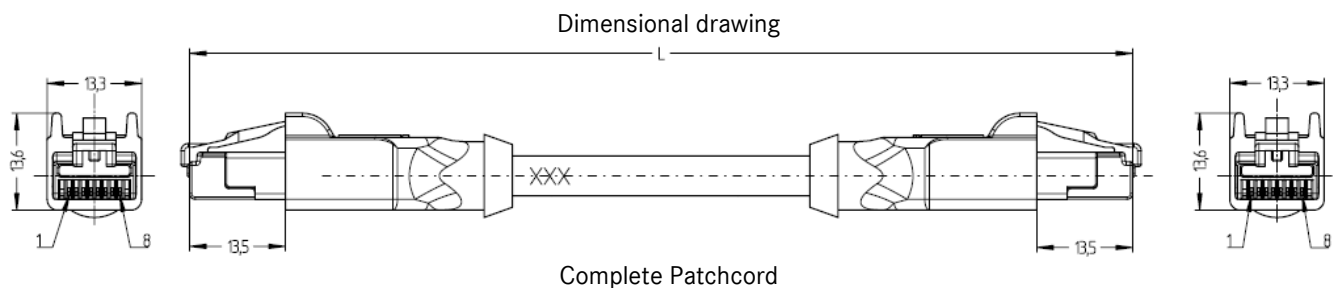 Dimensional drawing
L
13,3
13,3
13,6
13,6
XXX
1
8
1
8
13,5
13,5
Complete Patchcord